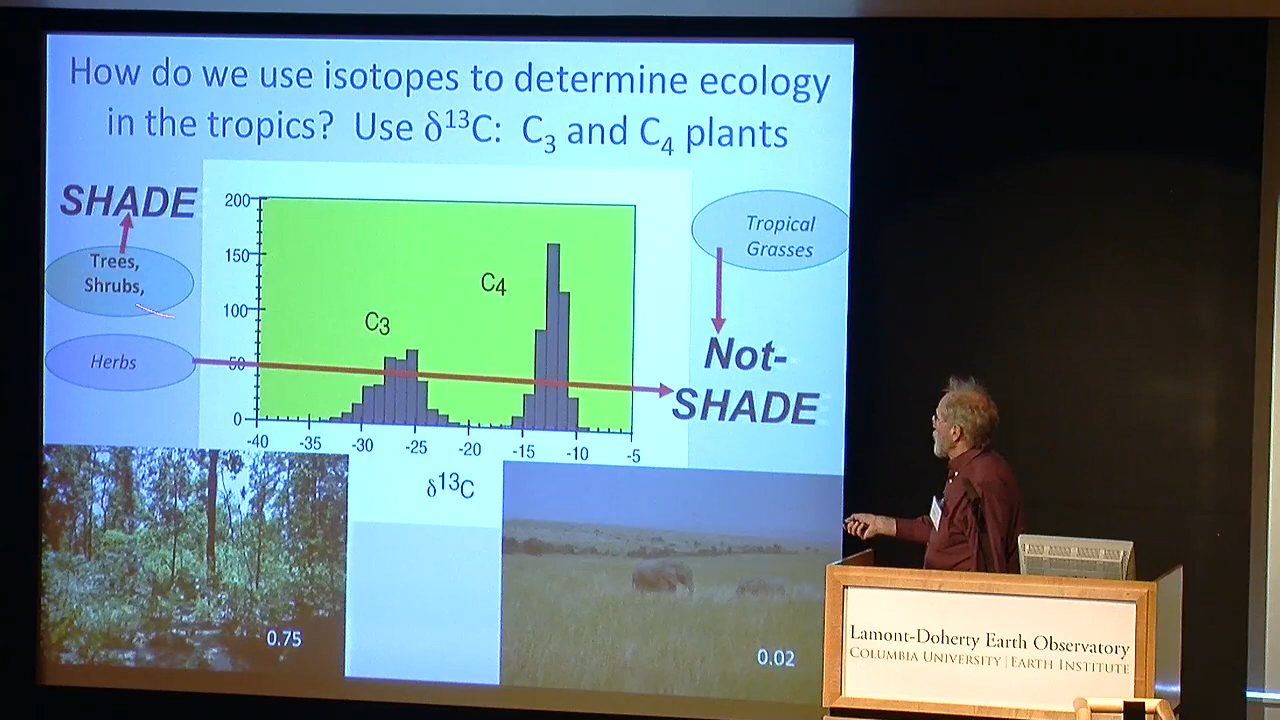 How do we use isotopes to determine ecology
in the tropics? Use δ¹³C: C₃ and C₄ plants
SHADE
Trees,
Shrubs,
Herbs
200
150
100
50
0
C₃
C₄
-40 -35 -30 -25 -20 -15 -10 -5
δ¹³C
Tropical
Grasses
Not-
SHADE
0.75
0.02
Lamont-Doherty Earth Observatory
COLUMBIA UNIVERSITY | EARTH INSTITUTE